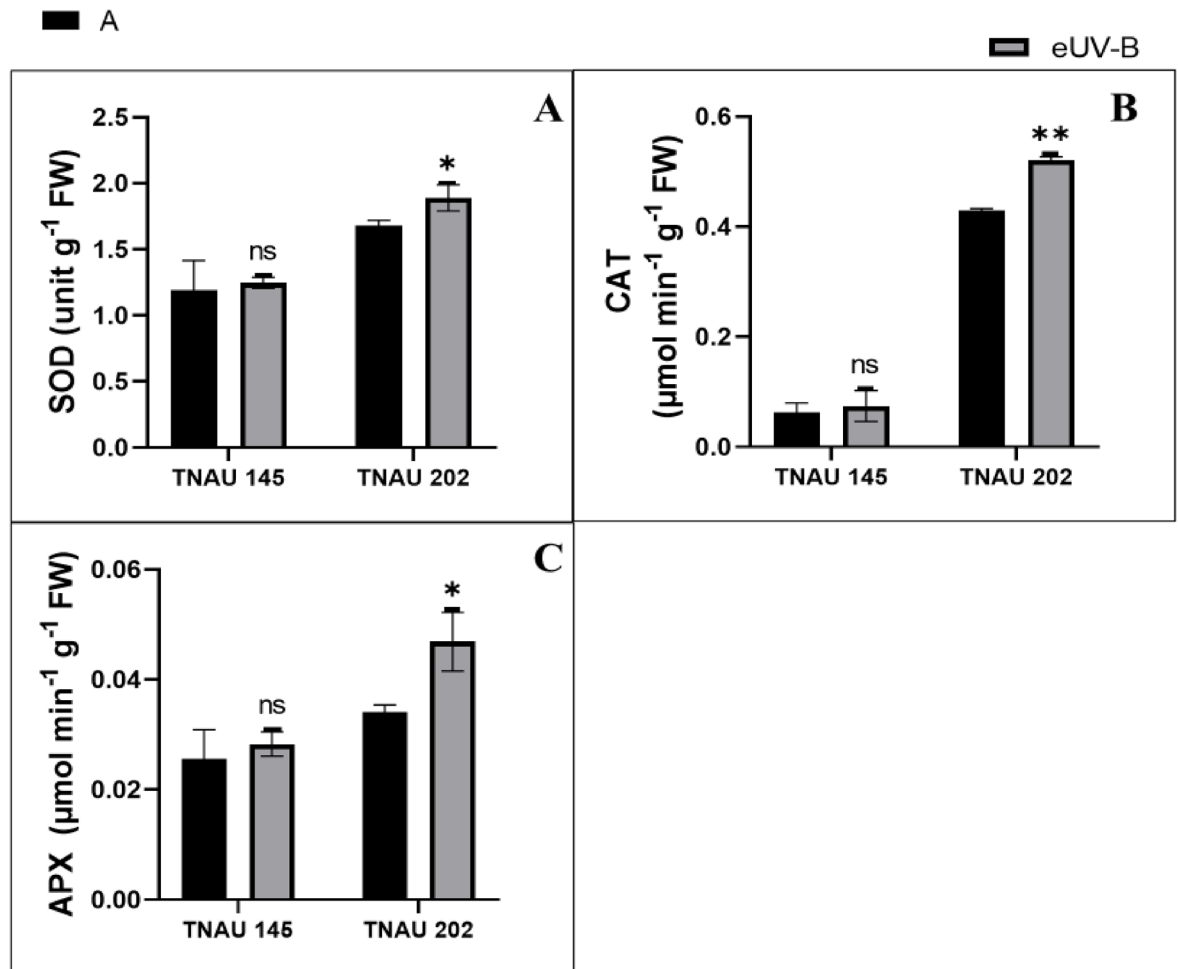 A
eUV-B
A
SOD (unit g⁻¹ FW)
2.5
2.0
1.5
1.0
0.5
0.0
ns
*
TNAU 145
TNAU 202
B
CAT
(µmol min⁻¹ g⁻¹ FW)
0.6
0.4
0.2
0.0
ns
**
TNAU 145
TNAU 202
C
APX (µmol min⁻¹ g⁻¹ FW)
0.06
0.04
0.02
0.00
ns
*
TNAU 145
TNAU 202